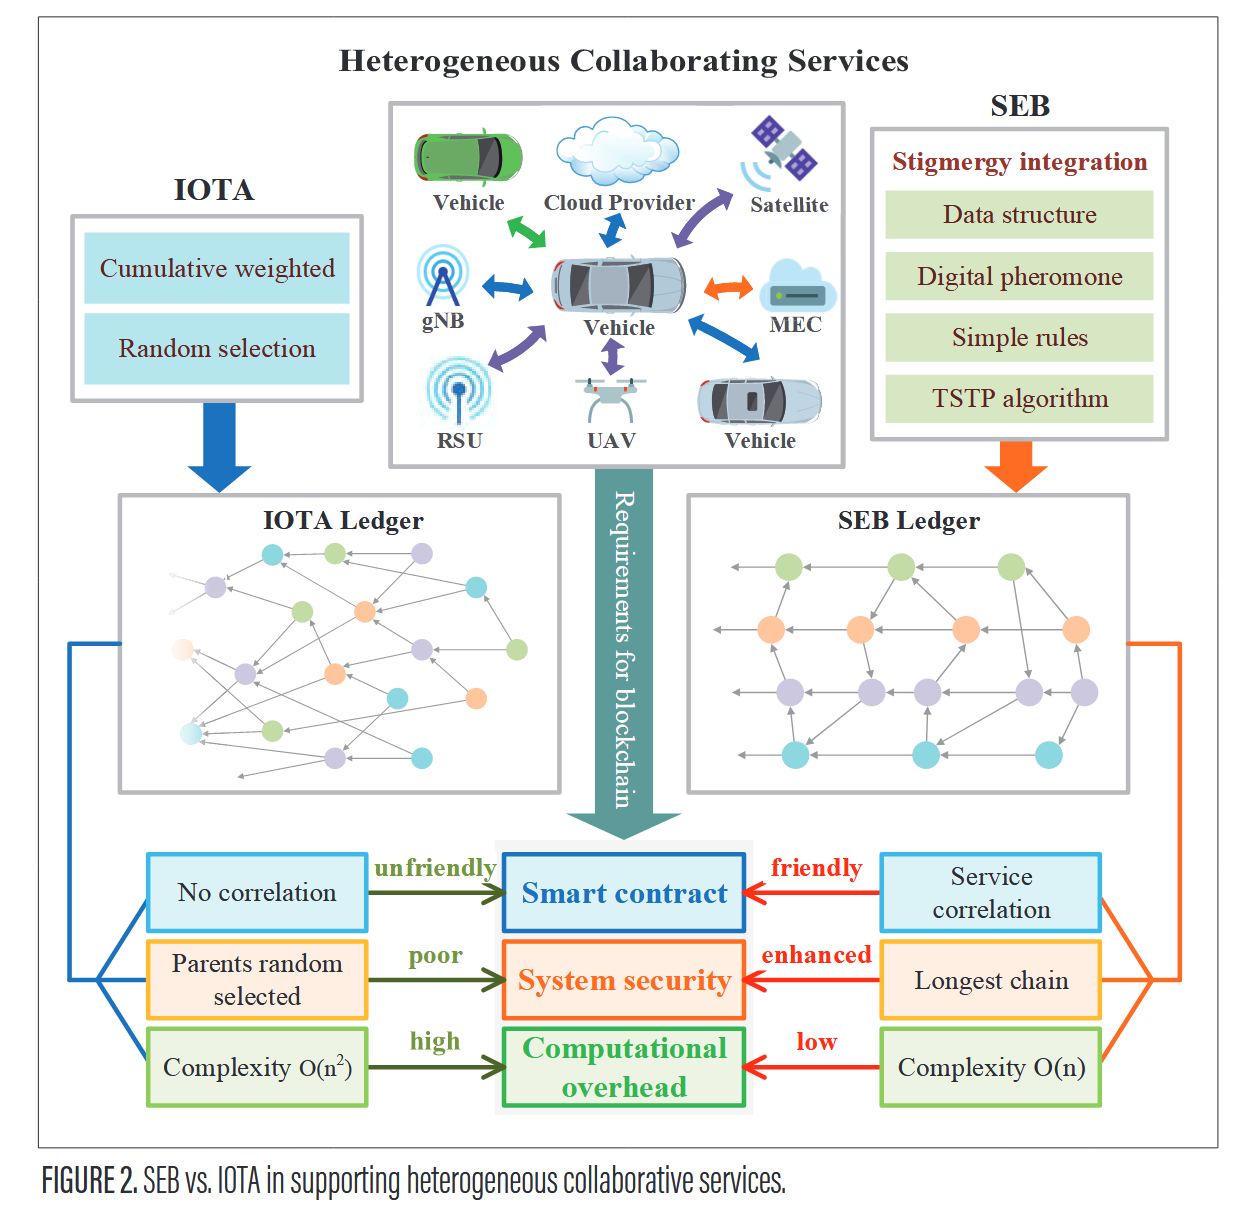 Heterogeneous Collaborating Services
IOTA
Cumulative weighted
Random selection
Vehicle
Cloud Provider
Satellite
gNB
Vehicle
MEC
RSU
UAV
Vehicle
SEB
Stigmergy integration
Data structure
Digital pheromone
Simple rules
TSTP algorithm
IOTA Ledger
Requirements for blockchain
SEB Ledger
No correlation
unfriendly
Smart contract
friendly
Service
correlation
Parents random
selected
poor
System security
enhanced
Longest chain
Complexity O(n²)
high
Computational
overhead
low
Complexity O(n)
FIGURE 2. SEB vs. IOTA in supporting heterogeneous collaborative services.